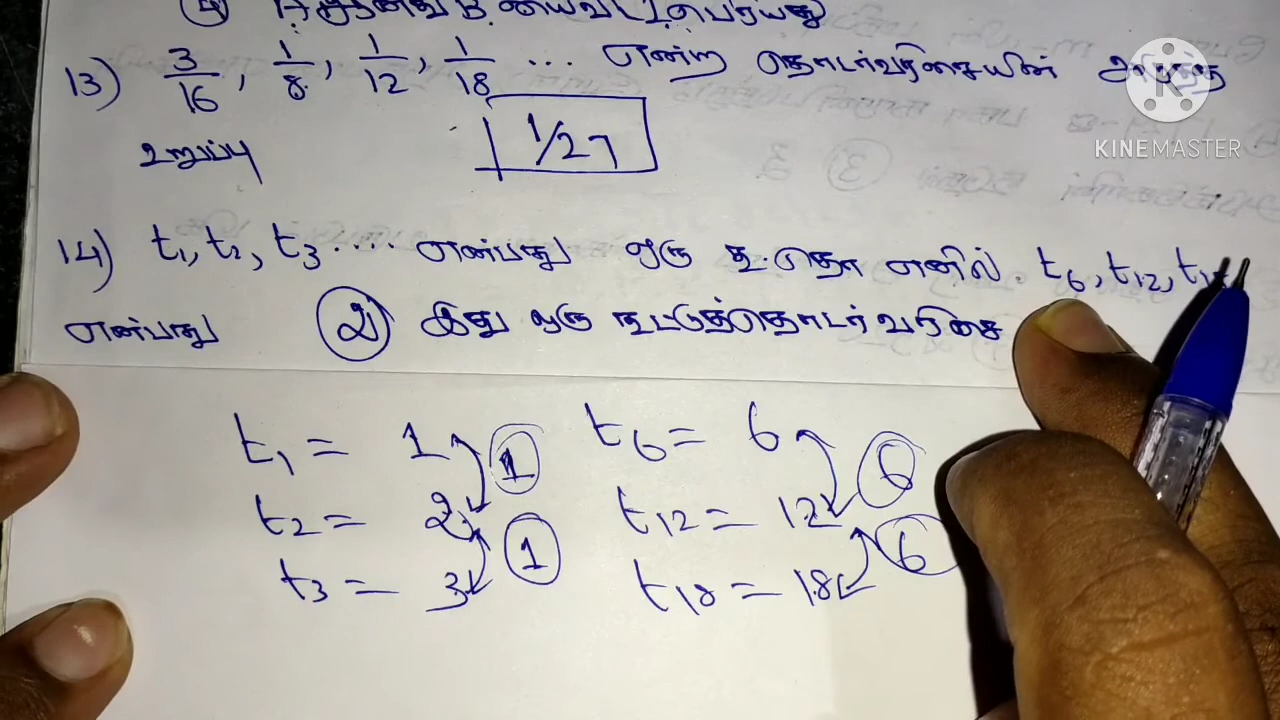 13) 3/16, 1/8, 1/12, 1/18 ... என்ற தொடர்வரிசையின் அடுத்த
உறுப்பு 1/27
KINEMASTER
14) t1, t2, t3 .... என்பது ஒரு கூ.தொ எனில் t6, t12, t18
என்பது 2) இது ஒரு கூட்டுத்தொடர்வரிசை
t1 = 1 1 t6 = 6 6
t2 = 2 t12 = 12
t3 = 3 1 t18 = 18 6